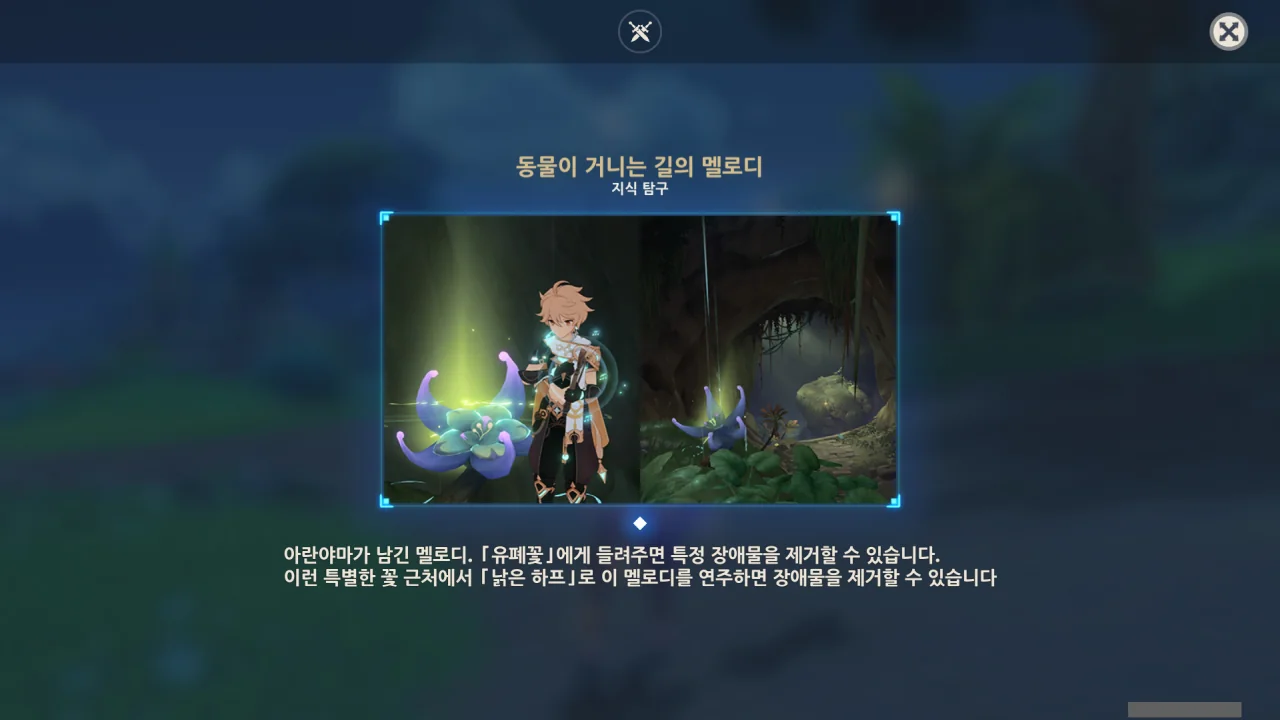 동물이 거니는 길의 멜로디
지식 탐구
아란야마가 남긴 멜로디. 「유폐꽃」에게 들려주면 특정 장애물을 제거할 수 있습니다.
이런 특별한 꽃 근처에서 「낡은 하프」로 이 멜로디를 연주하면 장애물을 제거할 수 있습니다